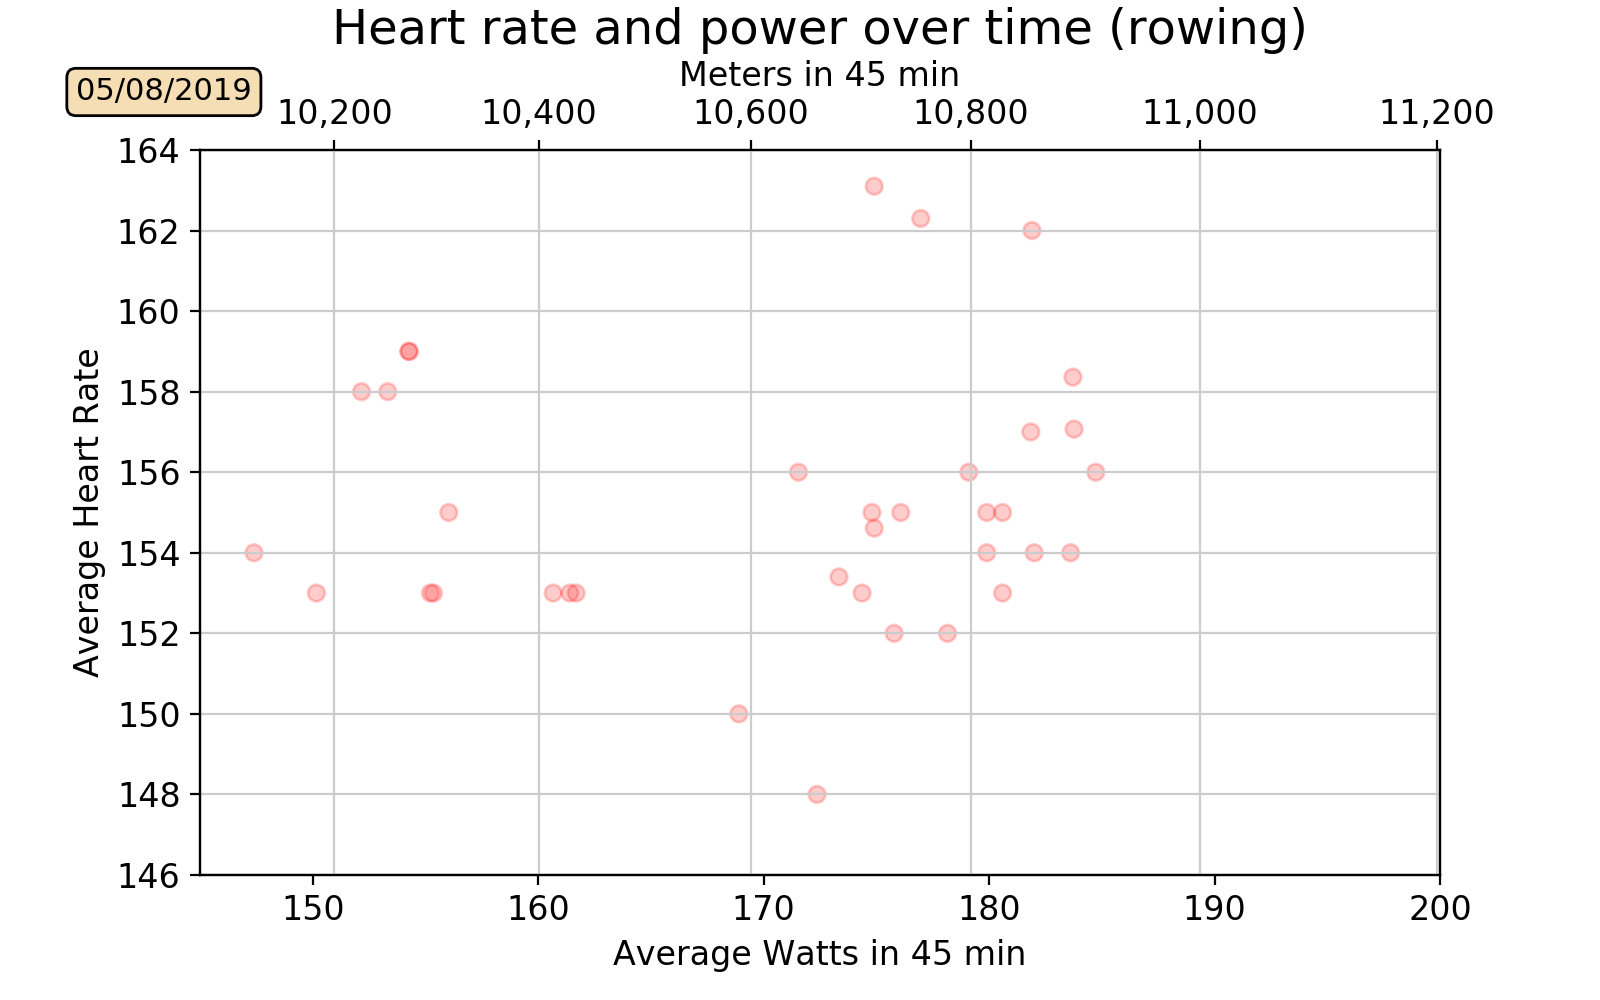 Heart rate and power over time (rowing)
Meters in 45 min
05/08/2019
10,200 10,400 10,600 10,800 11,000 11,200
164
162
160
158
156
154
152
150
148
146
Average Heart Rate
150 160 170 180 190 200
Average Watts in 45 min